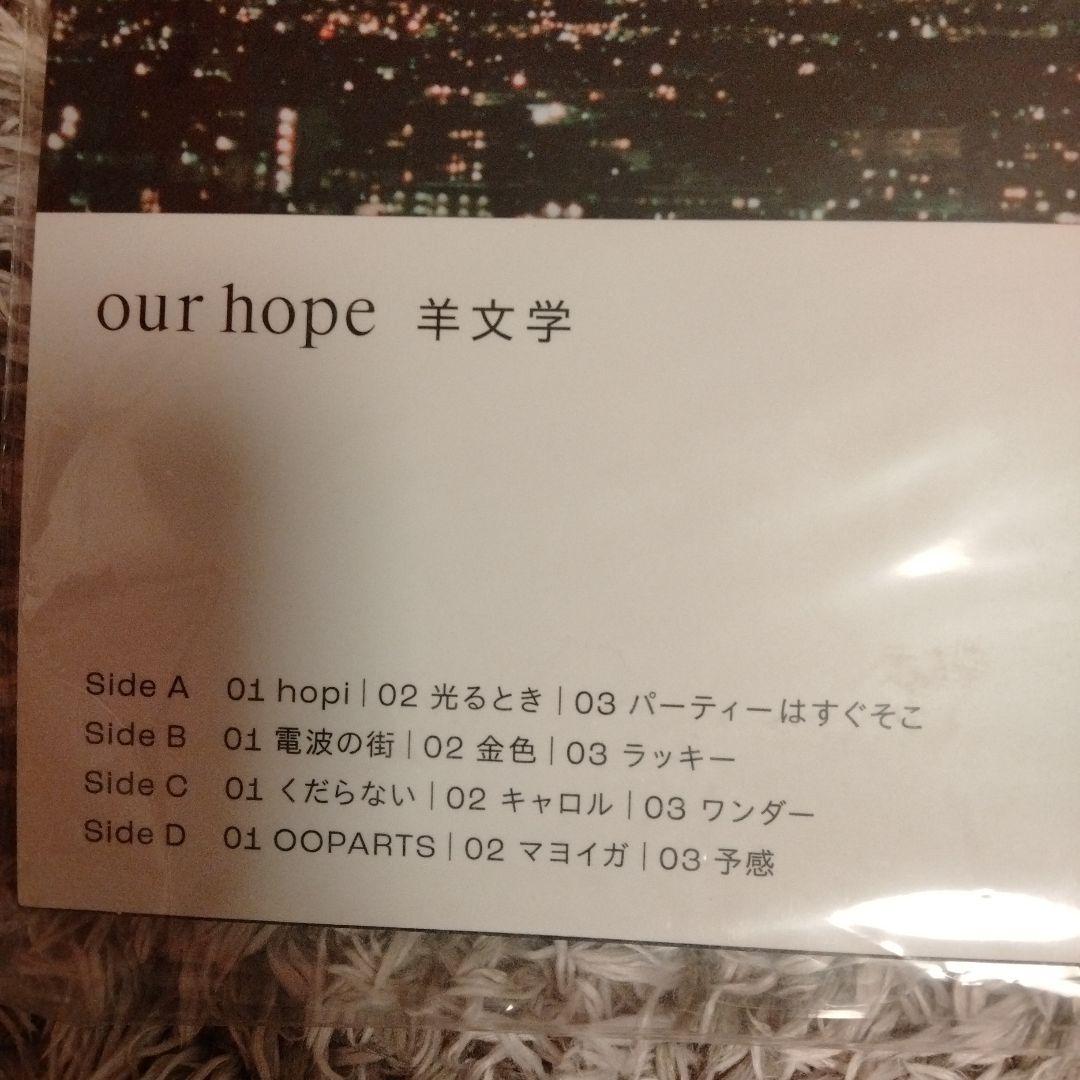 our hope 羊文学
Side A 01 hopi | 02 光るとき | 03 パーティーはすぐそこ
Side B 01 電波の街 | 02 金色 | 03 ラッキー
Side C 01 くだらない | 02 キャロル | 03 ワンダー
Side D 01 OOPARTS | 02 マヨイガ | 03 予感